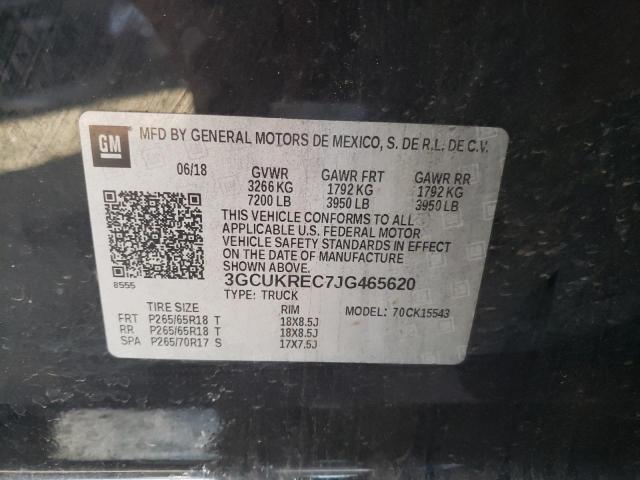 GM
MFD BY GENERAL MOTORS DE MEXICO, S. DE R.L. DE C.V.
06/18 GVWR GAWR FRT GAWR RR
3266 KG 1792 KG 1792 KG
7200 LB 3950 LB 3950 LB
THIS VEHICLE CONFORMS TO ALL
APPLICABLE U.S. FEDERAL MOTOR
VEHICLE SAFETY STANDARDS IN EFFECT
ON THE DATE OF MANUFACTURE
SHOWN ABOVE.
3GCUKREC7JG465620
8555
TYPE: TRUCK
TIRE SIZE RIM MODEL: 70CK15543
FRT P265/65R18 T 18X8.5J
RR P265/65R18 T 18X8.5J
SPA P265/70R17 S 17X7.5J